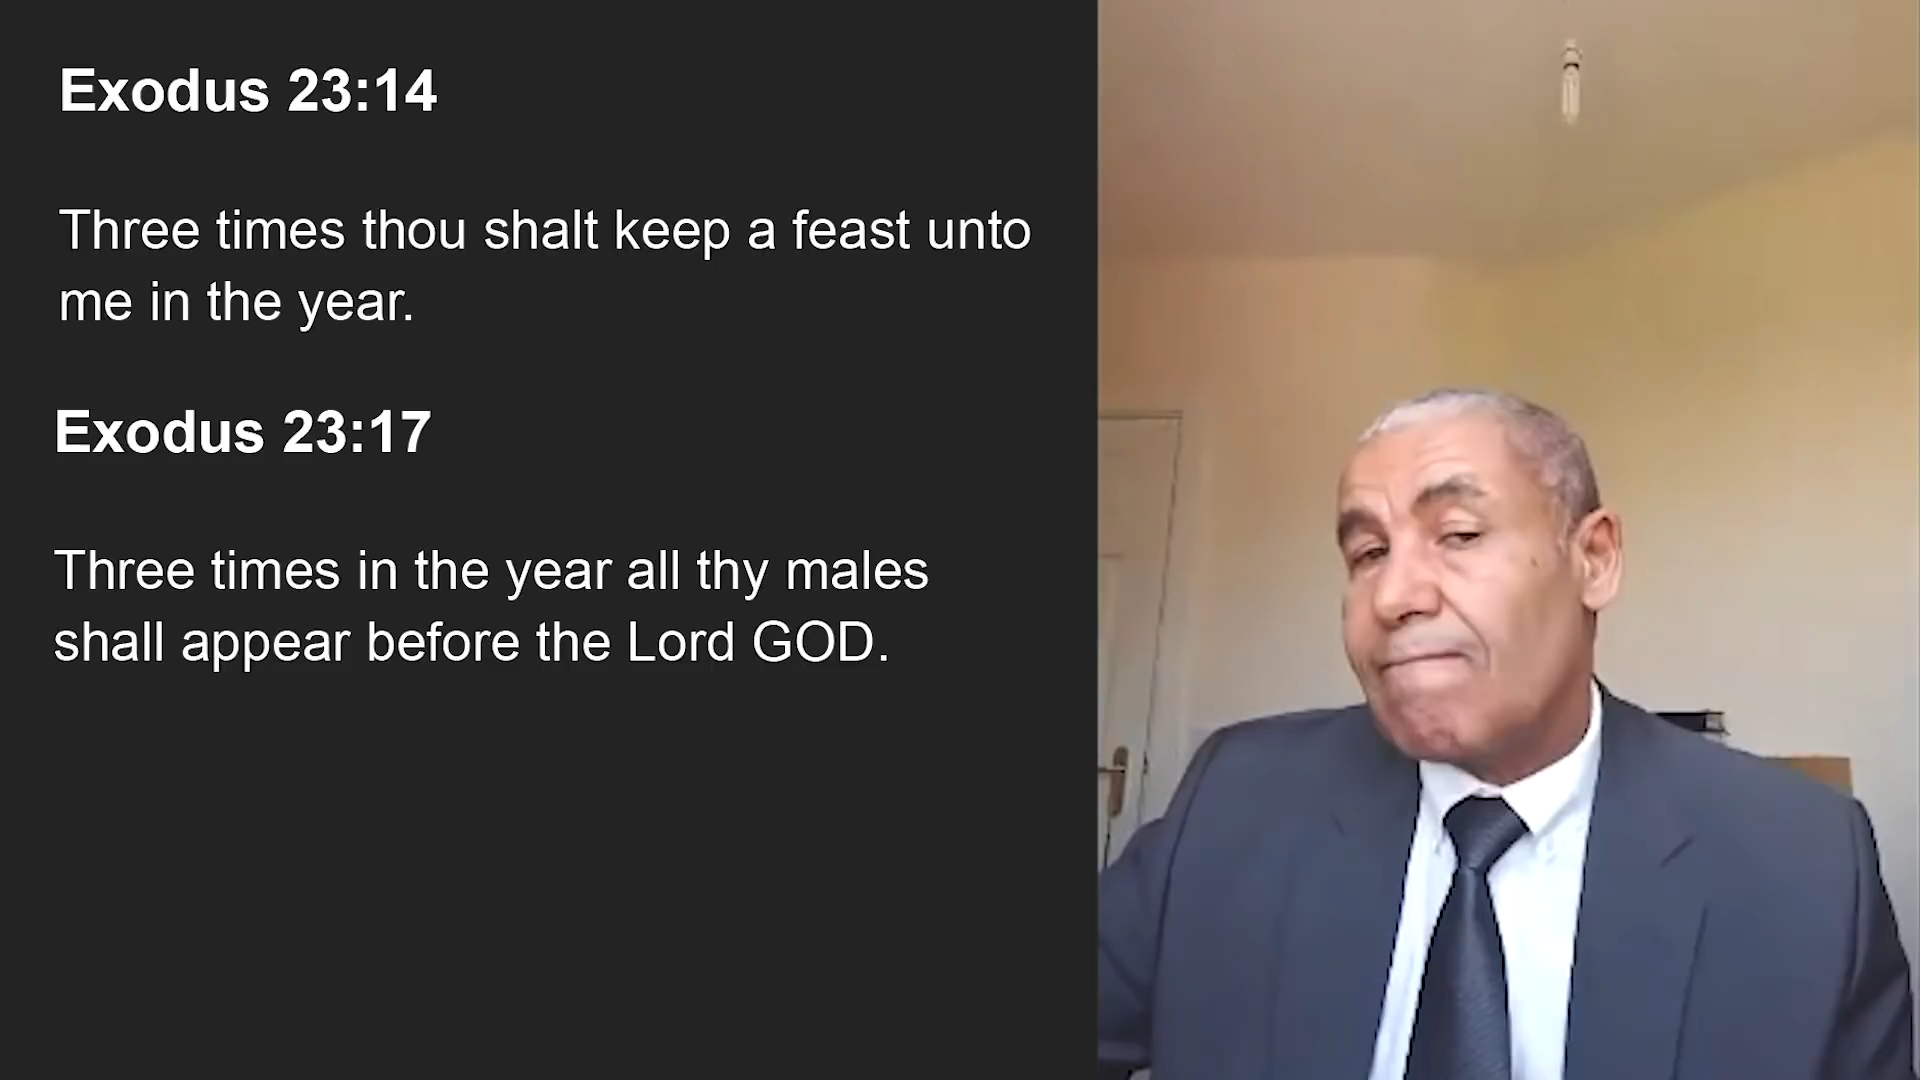 Exodus 23:14
Three times thou shalt keep a feast unto
me in the year.
Exodus 23:17
Three times in the year all thy males
shall appear before the Lord GOD.